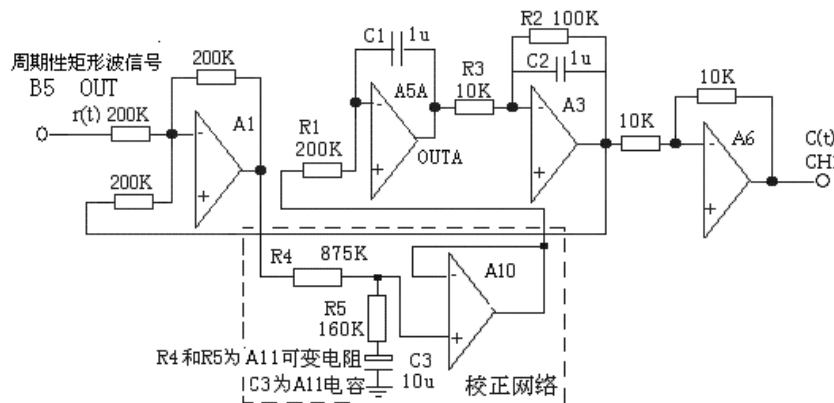 周期性矩形波信号
B5 OUT
r(t) 200K
200K
200K
A1
C1 1u
A5A
OUTA
R1
200K
R3
10K
R2 100K
C2 1u
A3
10K
10K
A6
C(t)
R4 875K
R5
160K
A10
R4和R5为A11可变电阻
C3为A11电容
C3
10u
校正网络